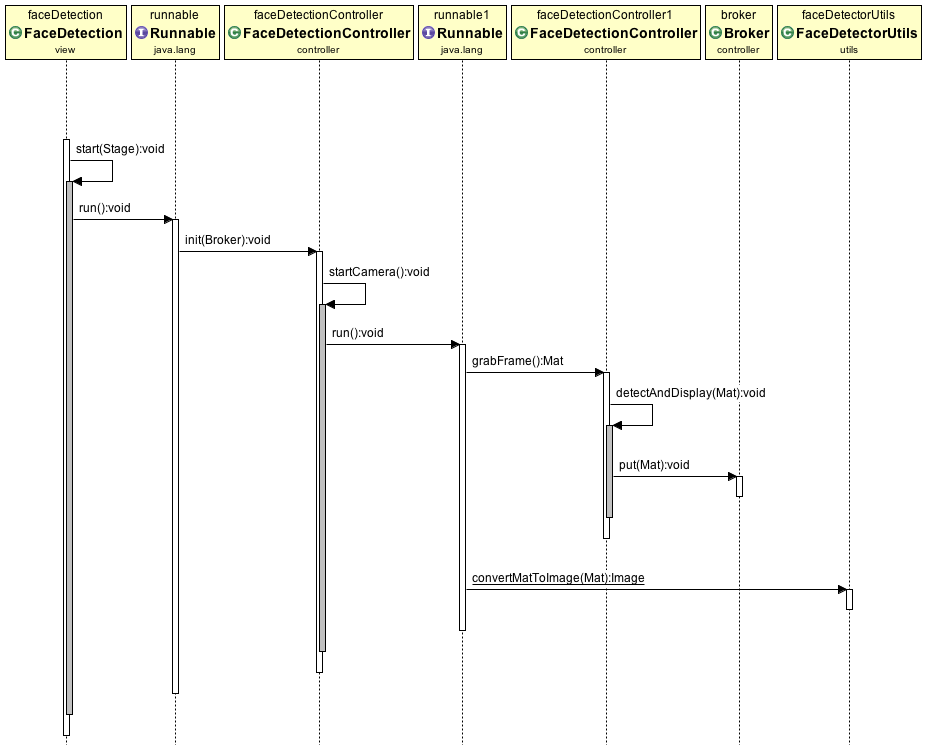 faceDetection
FaceDetection
view
runnable
Runnable
java.lang
faceDetectionController
FaceDetectionController
controller
runnable1
Runnable
java.lang
faceDetectionController1
FaceDetectionController
controller
broker
Broker
controller
faceDetectorUtils
FaceDetectorUtils
utils
start(Stage):void
run():void
init(Broker):void
startCamera():void
run():void
grabFrame():Mat
detectAndDisplay(Mat):void
put(Mat):void
convertMatToImage(Mat):Image